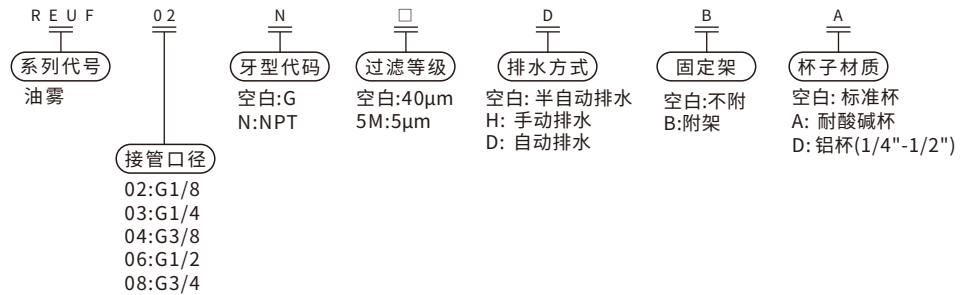 REUF 02 N □ D B A
系列代号 牙型代码 过滤等级 排水方式 固定架 杯子材质
油雾
空白:G
N:NPT
空白:40μm
5M:5μm
空白: 半自动排水
H: 手动排水
D: 自动排水
空白:不附
B:附架
空白: 标准杯
A: 耐酸碱杯
D: 铝杯(1/4"-1/2")
接管口径
02:G1/8
03:G1/4
04:G3/8
06:G1/2
08:G3/4